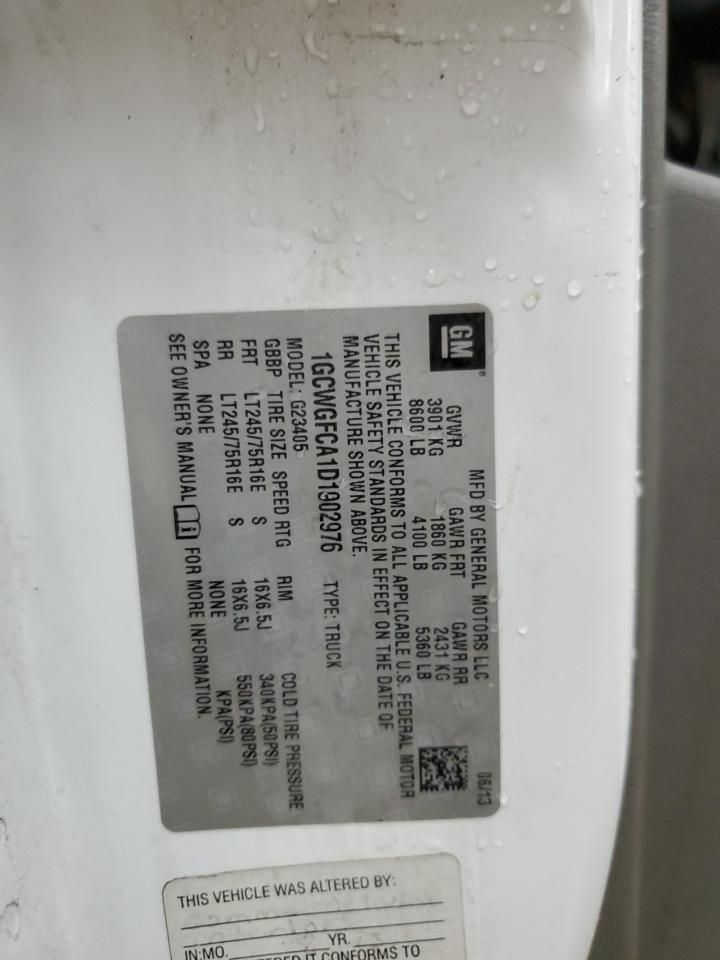 GM®
MFD BY GENERAL MOTORS LLC 06/13
GVWR GAWR FRT GAWR RR
3901 KG 1860 KG 2431 KG
8600 LB 4100 LB 5360 LB
THIS VEHICLE CONFORMS TO ALL APPLICABLE U.S. FEDERAL MOTOR
VEHICLE SAFETY STANDARDS IN EFFECT ON THE DATE OF
MANUFACTURE SHOWN ABOVE.
1GCWGFCA1D1902976 TYPE: TRUCK
MODEL: G23405
GBBP TIRE SIZE SPEED RTG RIM COLD TIRE PRESSURE
FRT LT245/75R16E S 16X6.5J 340KPA(50PSI)
RR LT245/75R16E S 16X6.5J 550KPA(80PSI)
SPA NONE NONE KPA(PSI)
SEE OWNER'S MANUAL i FOR MORE INFORMATION.
THIS VEHICLE WAS ALTERED BY:
IN:MO. YR.
IT CONFORMS TO